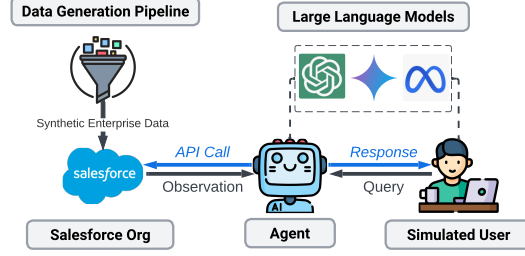 Data Generation Pipeline
Large Language Models
Synthetic Enterprise Data
salesforce
API Call
Response
Observation
Query
AI
Salesforce Org
Agent
Simulated User